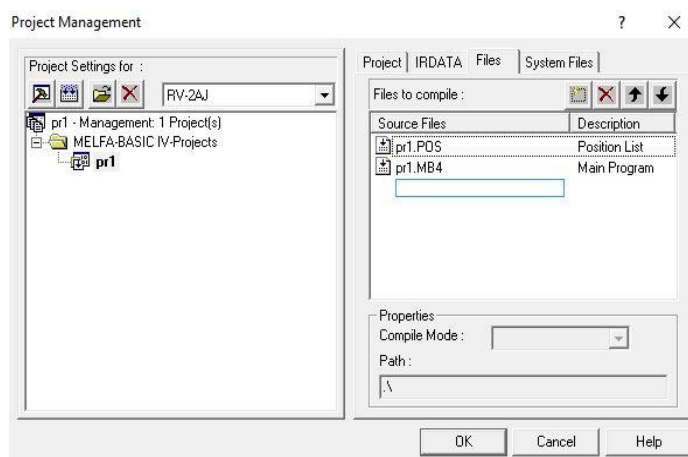 Project Management ? X
Project Settings for :
RV-2AJ
pr1 - Management: 1 Project(s)
MELFA-BASIC IV-Projects
pr1
Project IRDATA Files System Files
Files to compile :
Source Files Description
pr1.POS Position List
pr1.MB4 Main Program
Properties
Compile Mode :
Path :
.\
OK Cancel Help